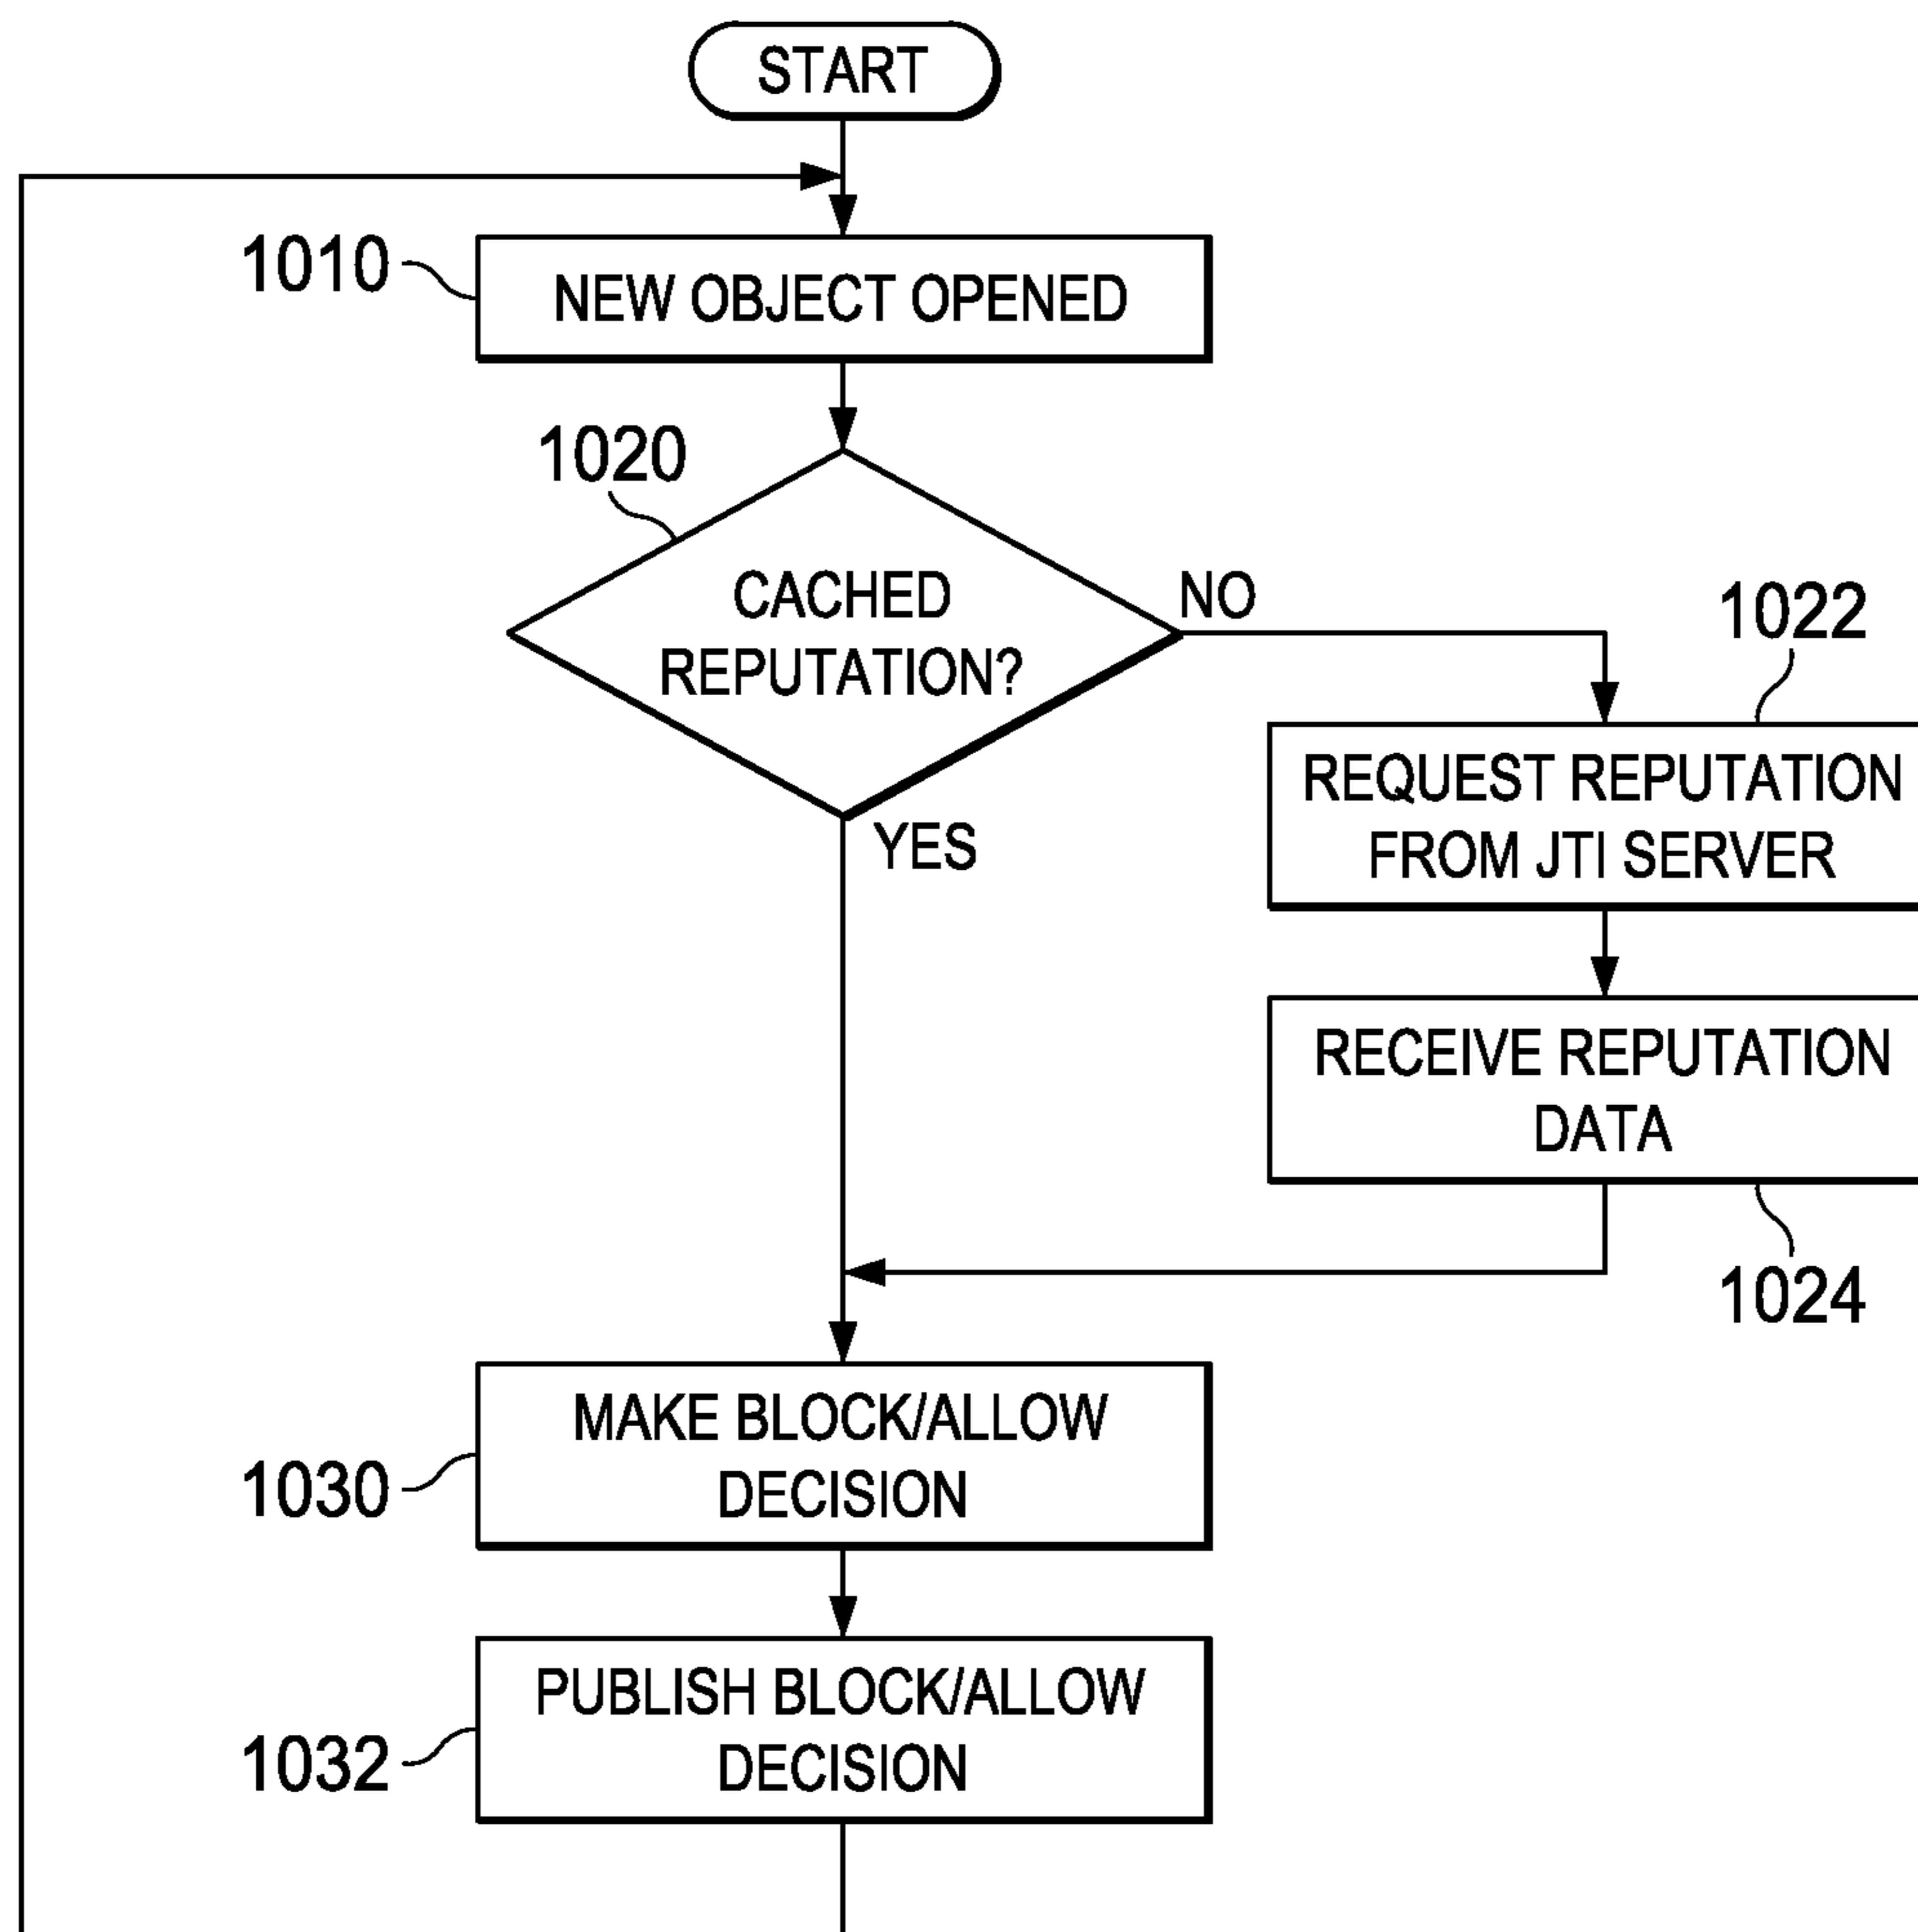 START
1010
NEW OBJECT OPENED
1020
CACHED
REPUTATION?
NO
YES
1022
REQUEST REPUTATION
FROM JTI SERVER
RECEIVE REPUTATION
DATA
1024
MAKE BLOCK/ALLOW
DECISION
1030
PUBLISH BLOCK/ALLOW
DECISION
1032